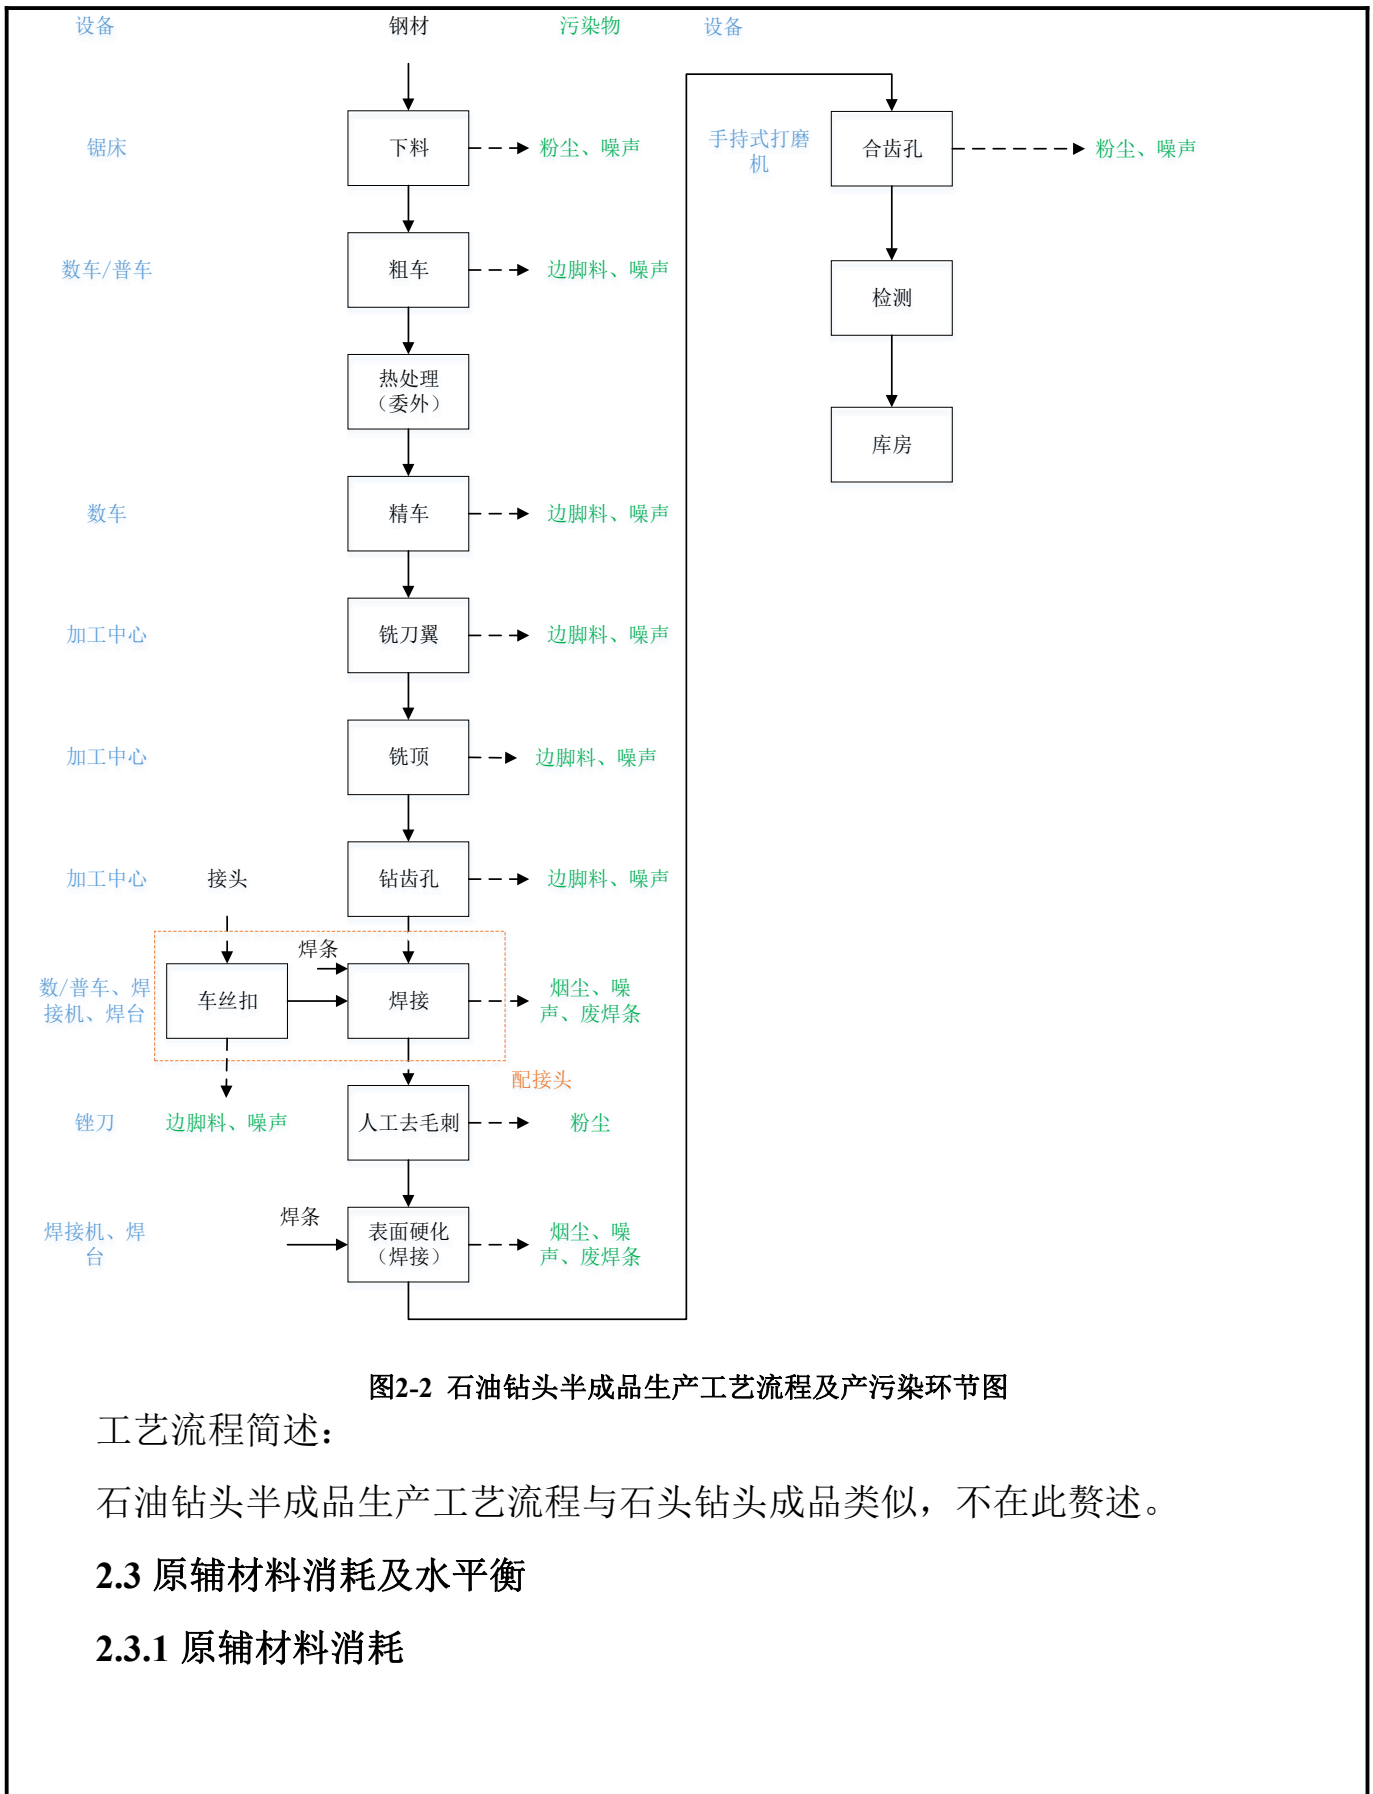 设备 钢材 污染物 设备
锯床 下料 粉尘、噪声 手持式打磨
机 合齿孔 粉尘、噪声
数车/普车 粗车 边脚料、噪声
检测
热处理
（委外）
库房
数车 精车 边脚料、噪声
加工中心 铣刀翼 边脚料、噪声
加工中心 铣顶 边脚料、噪声
加工中心 接头 钻齿孔 边脚料、噪声
焊条
数/普车、焊
接机、焊台 车丝扣 焊接 烟尘、噪
声、废焊条
配接头
锉刀 边脚料、噪声 人工去毛刺 粉尘
焊条
焊接机、焊
台 表面硬化
（焊接） 烟尘、噪
声、废焊条
图2-2 石油钻头半成品生产工艺流程及产污染环节图
工艺流程简述：
石油钻头半成品生产工艺流程与石头钻头成品类似，不在此赘述。
2.3 原辅材料消耗及水平衡
2.3.1 原辅材料消耗